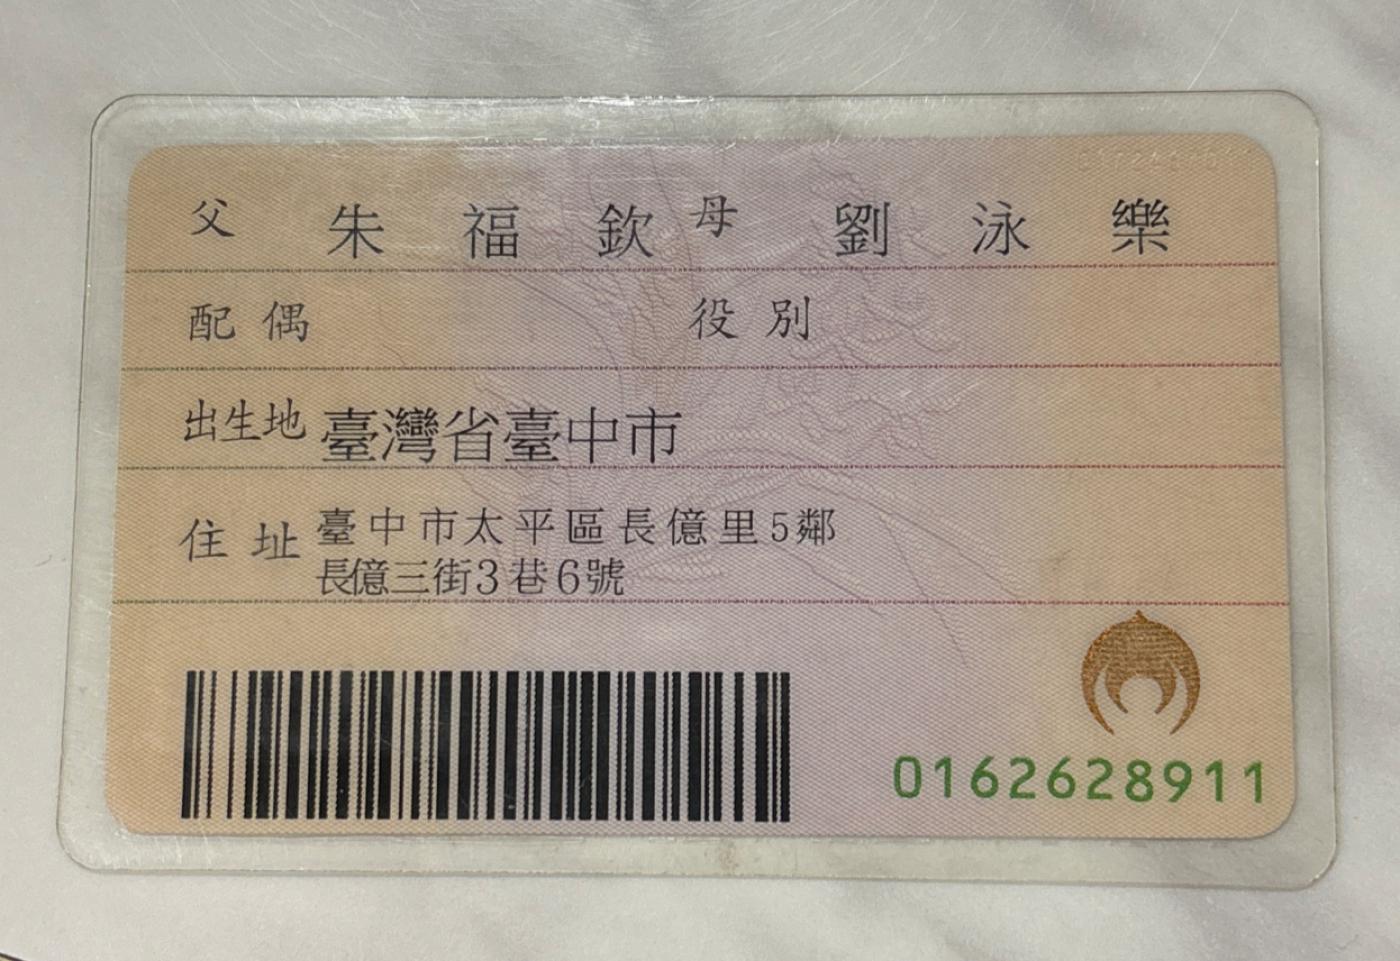 父 朱福欽 母 劉泳樂
配偶 役別
出生地 臺灣省臺中市
住址 臺中市太平區長億里5鄰
長億三街3巷6號
0162628911